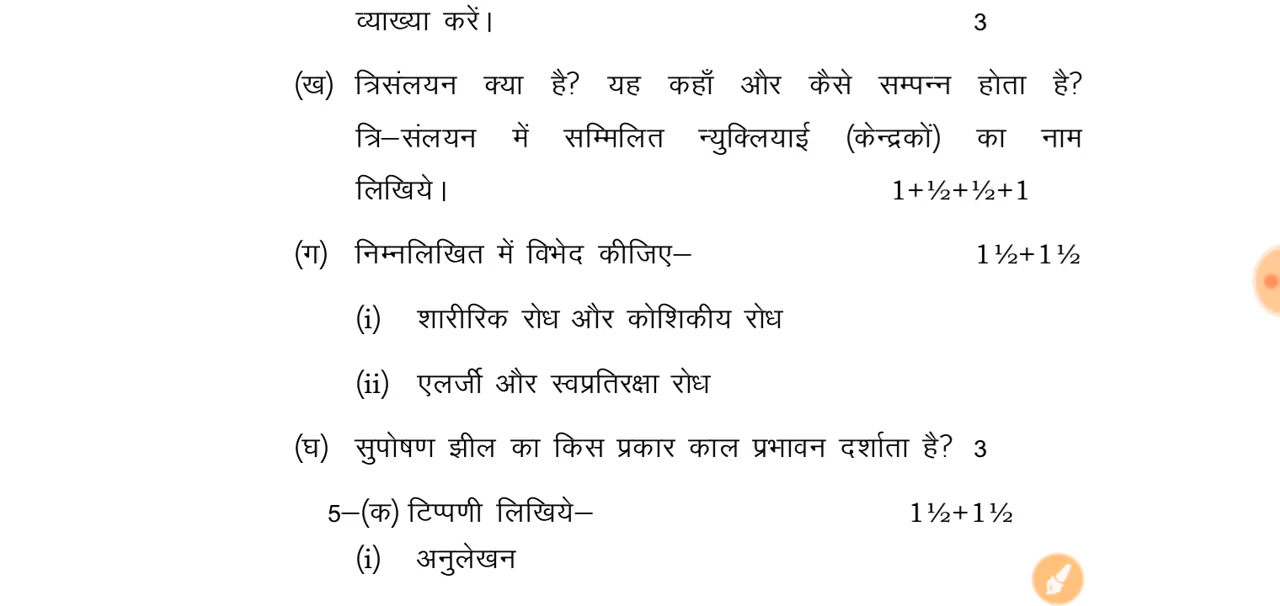 व्याख्या करें। 3
(ख) त्रिसंलयन क्या है? यह कहाँ और कैसे सम्पन्न होता है?
त्रि–संलयन में सम्मिलित न्युक्लियाई (केन्द्रकों) का नाम
लिखिये। 1+½+½+1
(ग) निम्नलिखित में विभेद कीजिए– 1½+1½
(i) शारीरिक रोध और कोशिकीय रोध
(ii) एलर्जी और स्वप्रतिरक्षा रोध
(घ) सुपोषण झील का किस प्रकार काल प्रभावन दर्शाता है? 3
5–(क) टिप्पणी लिखिये– 1½+1½
(i) अनुलेखन